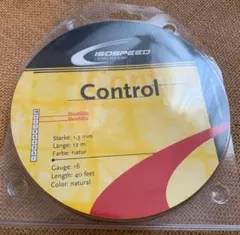 ISOSPEED
Control
Stärke: 1,3 mm
Länge: 12 m
Farbe: natur
Gauge: 16
Length: 40 feet
Color: natural